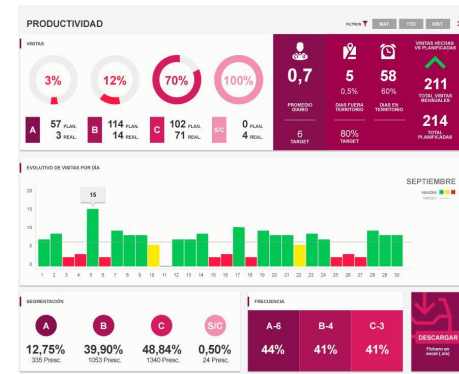 PRODUCTIVIDAD
FILTROS
MAT
YTD
HIST.
VISITAS
3%
12%
70%
100%
A
57 PLAN.
3 REAL.
B
114 PLAN.
14 REAL.
C
102 PLAN.
71 REAL.
S/C
0 PLAN.
4 REAL.
0,7
PROMEDIO
DIARIO
6
TARGET
5
0,5%
DIAS FUERA
TERRITORIO
80%
TARGET
58
60%
DIAS EN
TERRITORIO
VISITAS HECHAS
VS PLANIFICADAS
211
TOTAL VISITAS
MENSUALES
214
TOTAL
PLANIFICADAS
EVOLUTIVO DE VISITAS POR DÍA
SEPTIEMBRE
TARGET
15
20
15
10
5
0
1 2 3 4 5 6 7 8 9 10 11 12 13 14 15 16 17 18 19 20 21 22 23 24 25 26 27 28 29 30
SEGMENTACIÓN
A
B
C
S/C
12,75%
39,90%
48,84%
0,50%
335 Presc.
1053 Presc.
1340 Presc.
24 Presc.
FRECUENCIA
A-6
B-4
C-3
44%
41%
41%
DESCARGAR
Fichero en
excel (.xls)